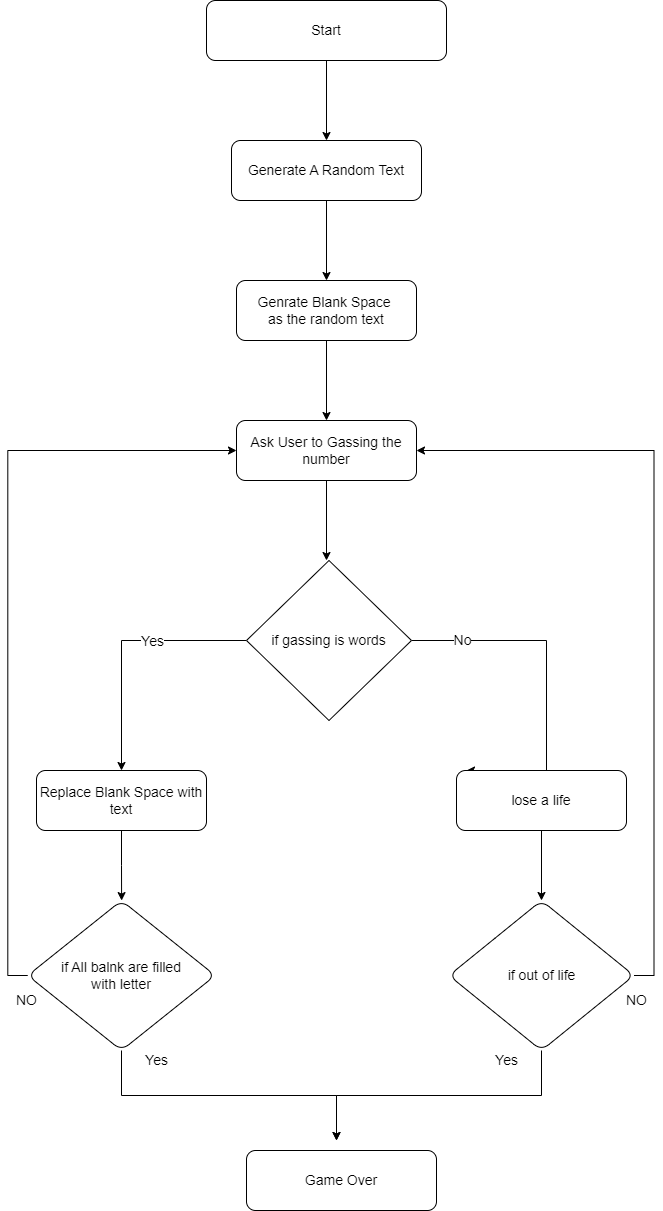 Start
Generate A Random Text
Genrate Blank Space
as the random text
Ask User to Gassing the
number
if gassing is words
Yes
No
Replace Blank Space with
text
lose a life
if All balnk are filled
with letter
if out of life
NO
NO
Yes
Yes
Game Over